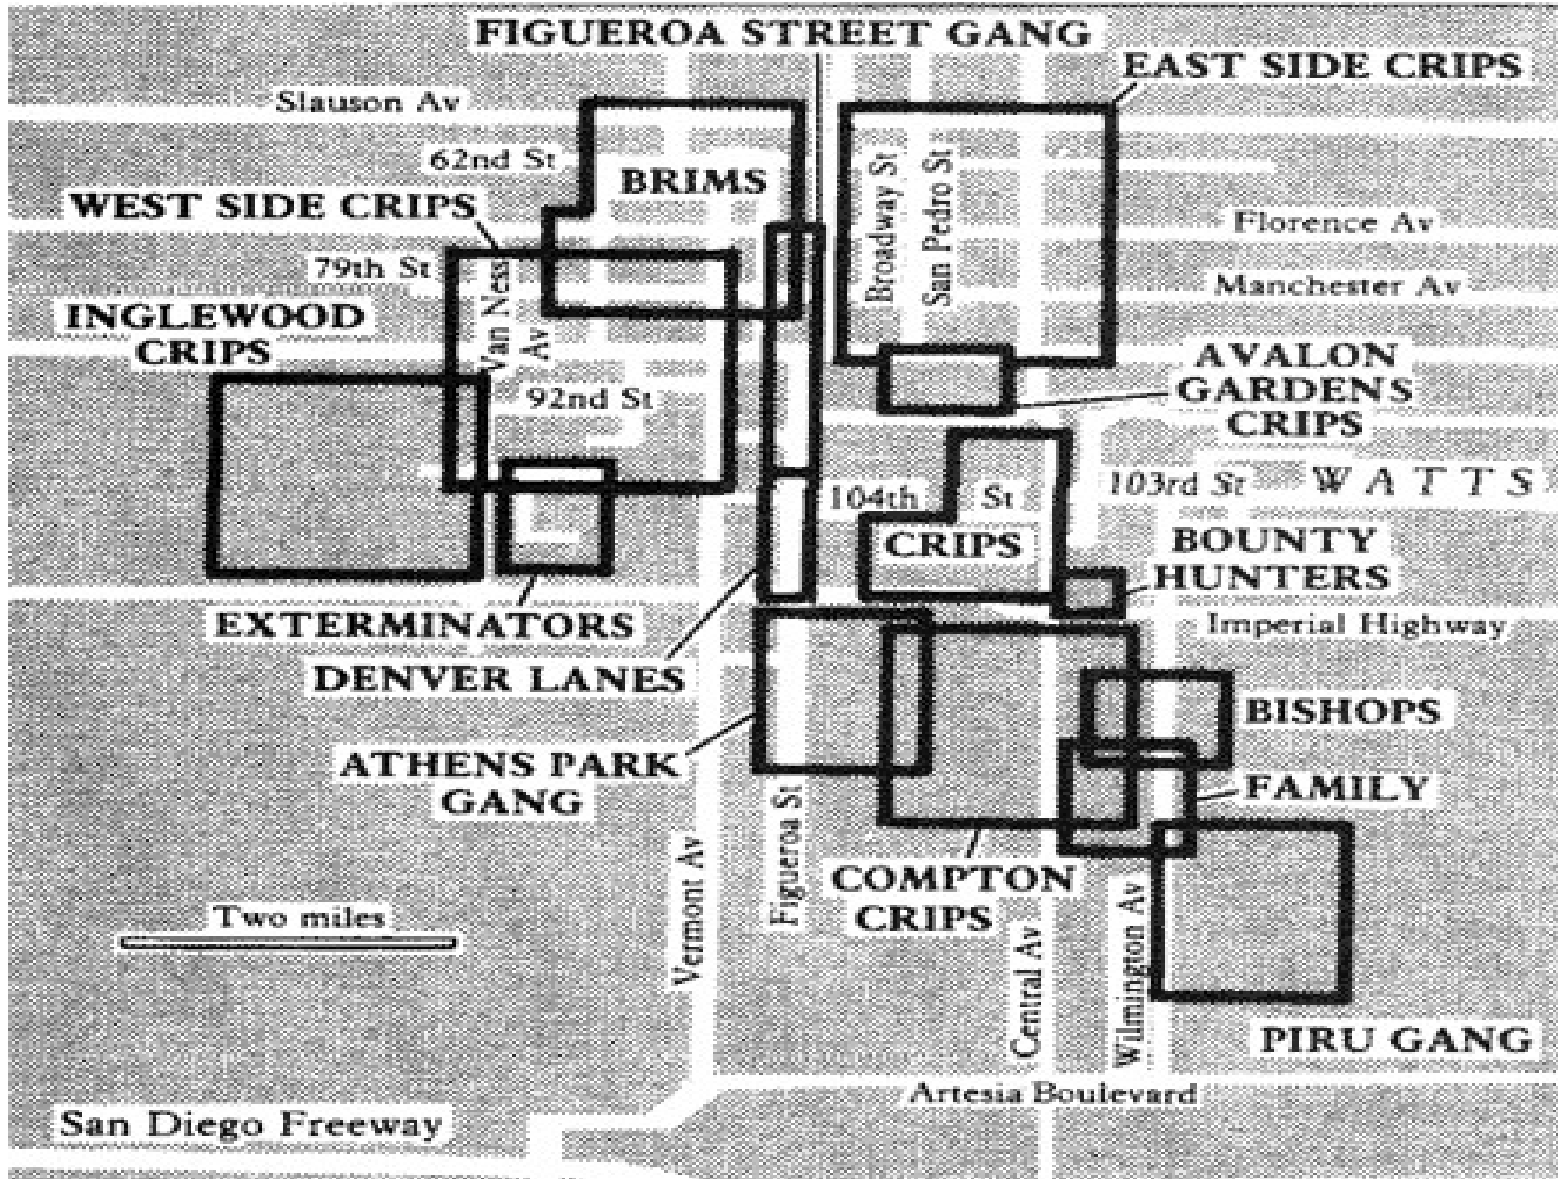 FIGUEROA STREET GANG
EAST SIDE CRIPS
Slauson Av
62nd St
BRIMS
Broadway St
San Pedro St
WEST SIDE CRIPS
Florence Av
79th St
Van Ness
Av
Manchester Av
INGLEWOOD
CRIPS
AVALON
GARDENS
CRIPS
92nd St
104th St
CRIPS
103rd St
WATTS
BOUNTY
HUNTERS
EXTERMINATORS
Imperial Highway
DENVER LANES
BISHOPS
ATHENS PARK
GANG
FAMILY
Figueroa St
Vermont Av
COMPTON
CRIPS
Two miles
Central Av
Wilmington Av
PIRU GANG
Artesia Boulevard
San Diego Freeway